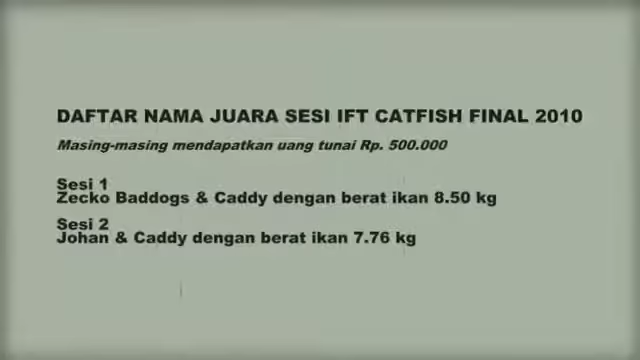 DAFTAR NAMA JUARA SESI IFT CATFISH FINAL 2010
Masing-masing mendapatkan uang tunai Rp. 500.000
Sesi 1
Zecko Baddogs & Caddy dengan berat ikan 8.50 kg
Sesi 2
Johan & Caddy dengan berat ikan 7.76 kg